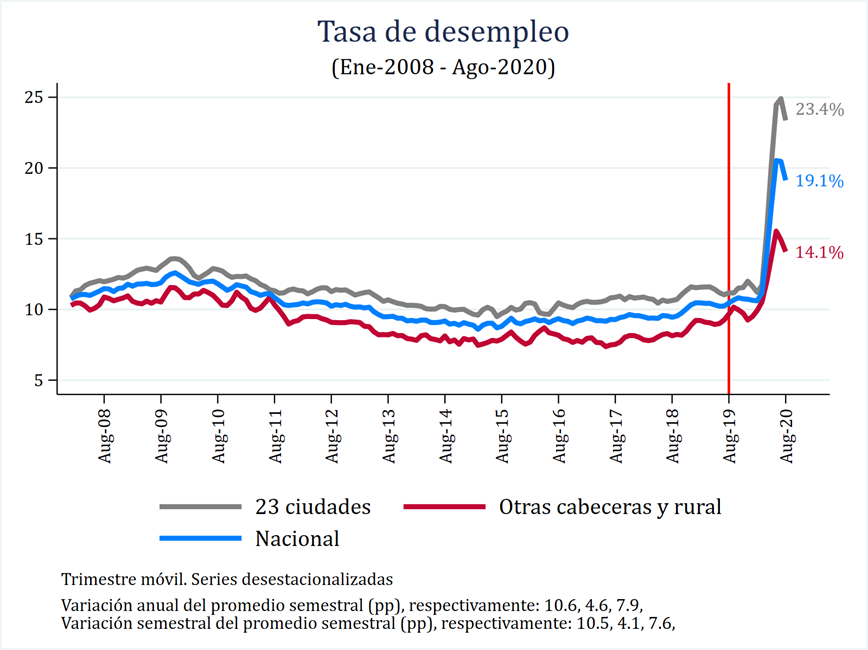 Tasa de desempleo
(Ene-2008 - Ago-2020)
25
20
15
10
5
23.4%
19.1%
14.1%
Aug-08
Aug-09
Aug-10
Aug-11
Aug-12
Aug-13
Aug-14
Aug-15
Aug-16
Aug-17
Aug-18
Aug-19
Aug-20
23 ciudades
Otras cabeceras y rural
Nacional
Trimestre móvil. Series desestacionalizadas
Variación anual del promedio semestral (pp), respectivamente: 10.6, 4.6, 7.9,
Variación semestral del promedio semestral (pp), respectivamente: 10.5, 4.1, 7.6,